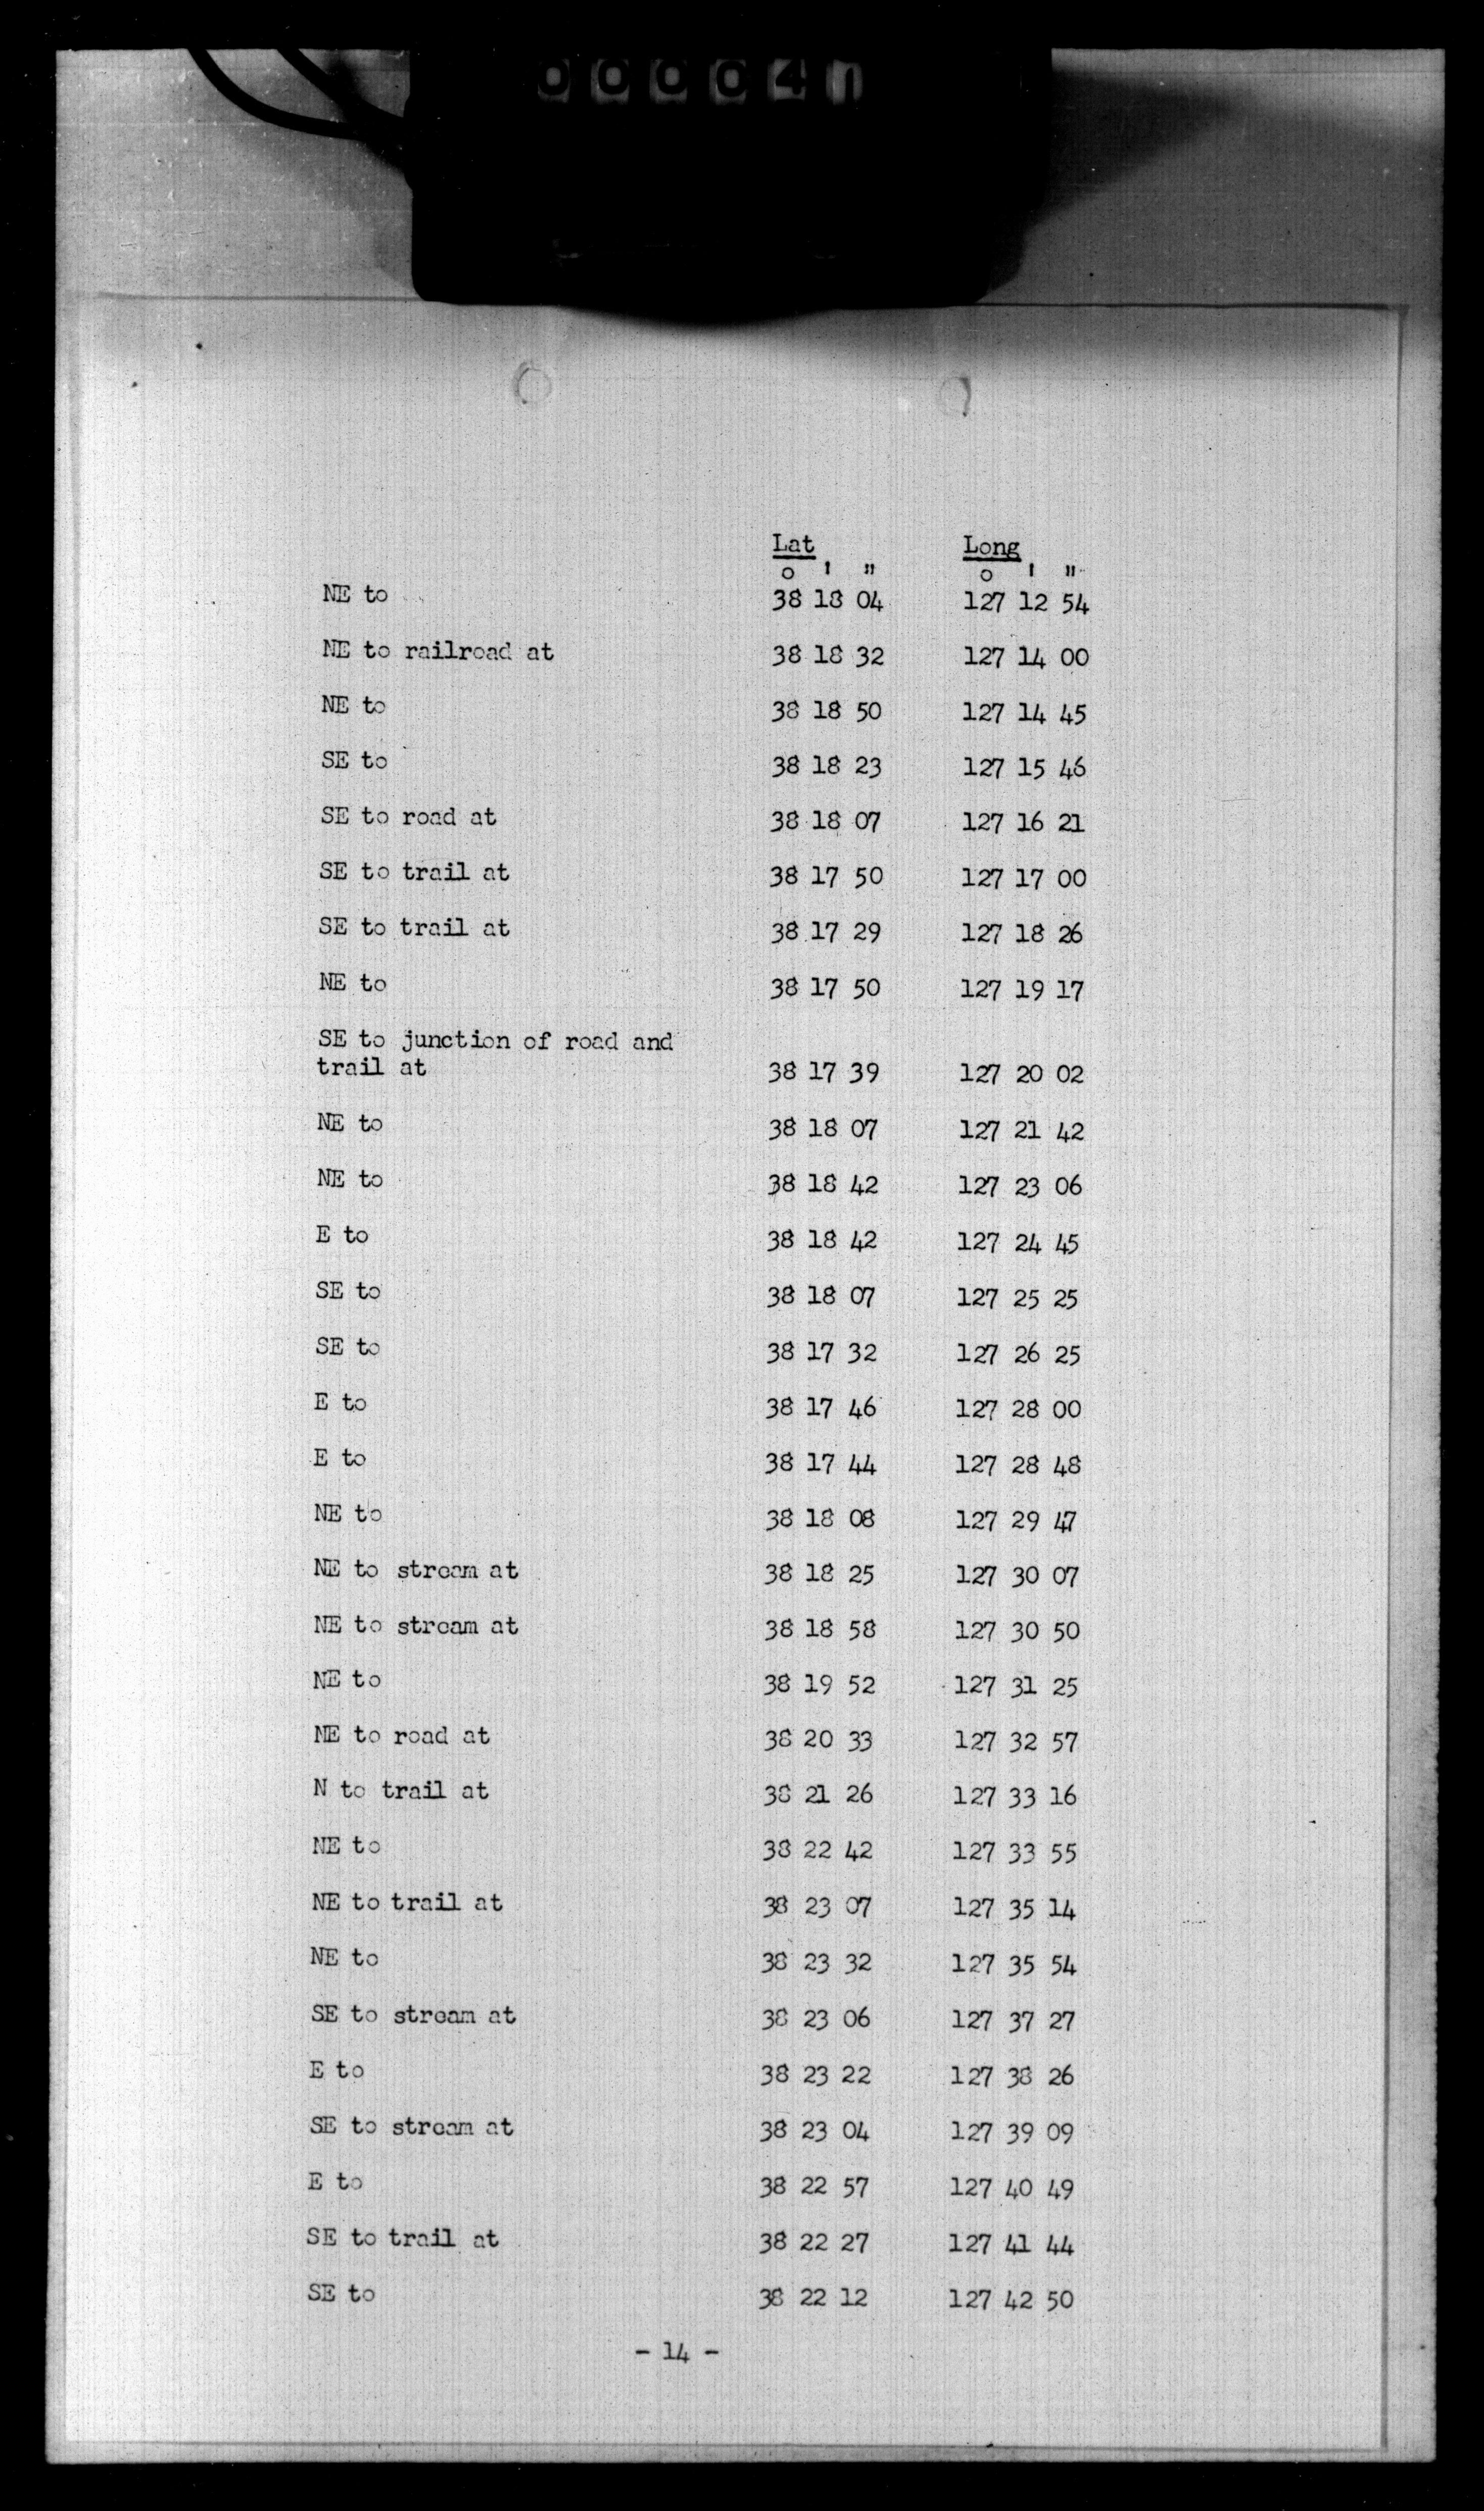 Lat Long
o ' " o ' "
NE to 38 18 04 127 12 54
NE to railroad at 38 18 32 127 14 00
NE to 38 18 50 127 14 45
SE to 38 18 23 127 15 46
SE to road at 38 18 07 127 16 21
SE to trail at 38 17 50 127 17 00
SE to trail at 38 17 29 127 18 26
NE to 38 17 50 127 19 17
SE to junction of road and
trail at 38 17 39 127 20 02
NE to 38 18 07 127 21 42
NE to 38 18 42 127 23 06
E to 38 18 42 127 24 45
SE to 38 18 07 127 25 25
SE to 38 17 32 127 26 25
E to 38 17 46 127 28 00
E to 38 17 44 127 28 48
NE to 38 18 08 127 29 47
NE to stream at 38 18 25 127 30 07
NE to stream at 38 18 58 127 30 50
NE to 38 19 52 127 31 25
NE to road at 38 20 33 127 32 57
N to trail at 38 21 26 127 33 16
NE to 38 22 42 127 33 55
NE to trail at 38 23 07 127 35 14
NE to 38 23 32 127 35 54
SE to stream at 38 23 06 127 37 27
E to 38 23 22 127 38 26
SE to stream at 38 23 04 127 39 09
E to 38 22 57 127 40 49
SE to trail at 38 22 27 127 41 44
SE to 38 22 12 127 42 50
- 14 -